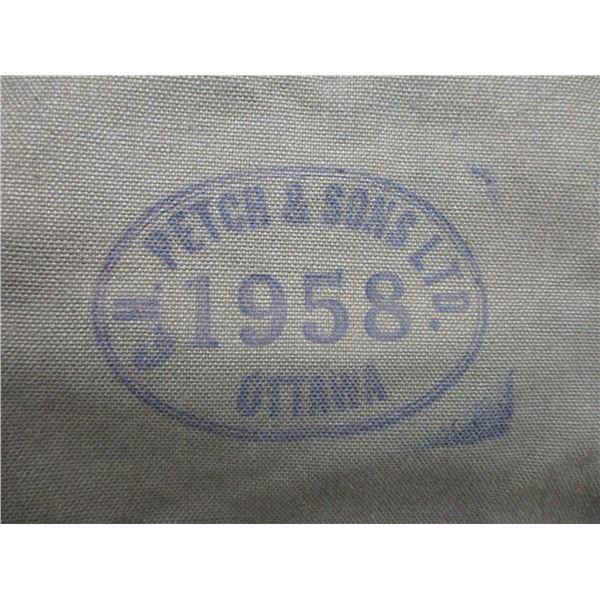 J.H. PETCH & SONS LTD.
1958
OTTAWA